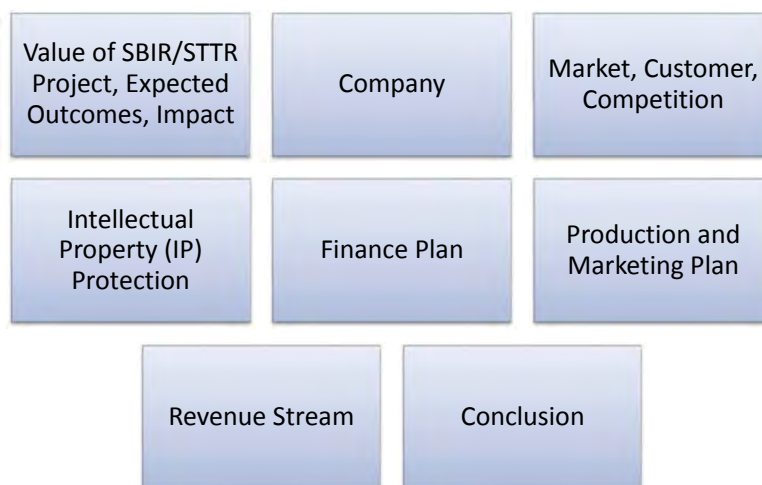 Value of SBIR/STTR
Project, Expected
Outcomes, Impact
Company
Market, Customer,
Competition
Intellectual
Property (IP)
Protection
Finance Plan
Production and
Marketing Plan
Revenue Stream
Conclusion